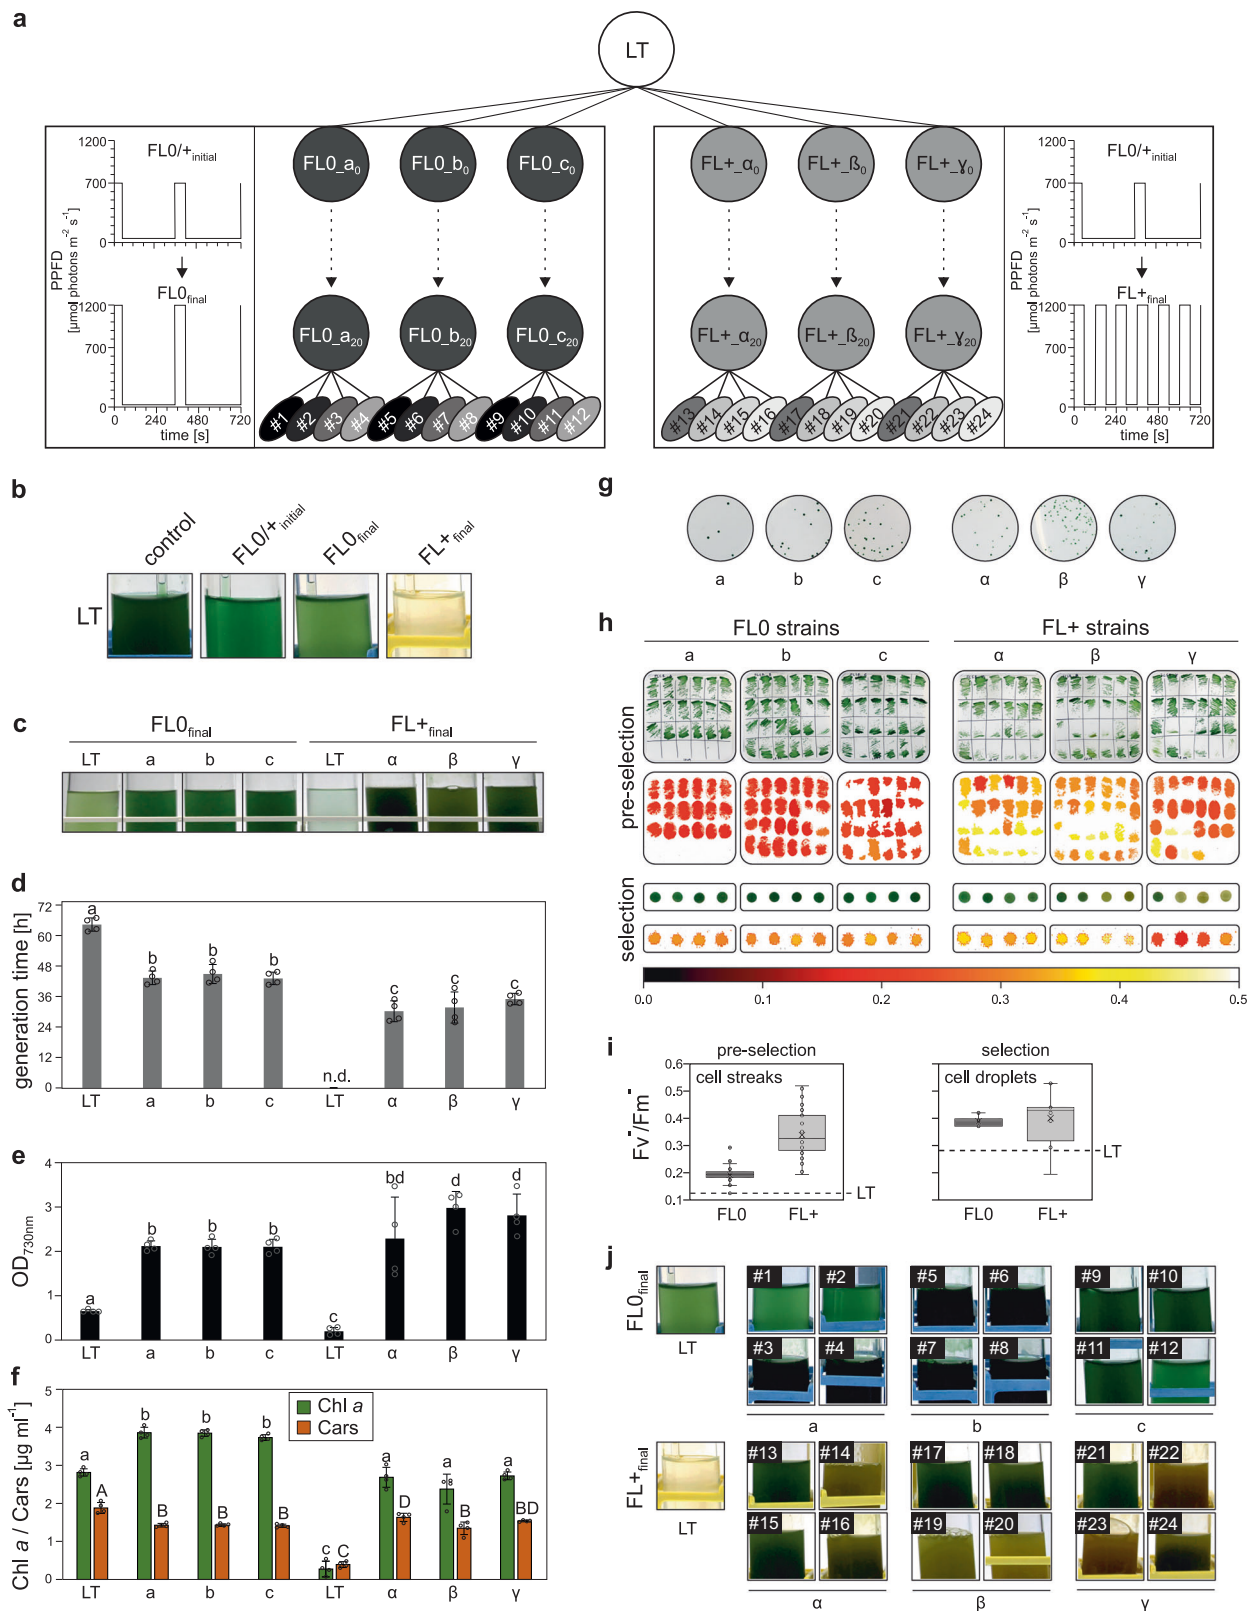 a
LT
1200
FL0/+initial
700
0
PPFD
[µmol photons m-2 s-1]
FL0final
1200
700
0
0 240 480 720
time [s]
FL0_a0
FL0_b0
FL0_c0
FL0_a20
FL0_b20
FL0_c20
#1
#2
#3
#4
#5
#6
#7
#8
#9
#10
#11
#12
FL+_α0
FL+_ß0
FL+_ɣ0
FL+_α20
FL+_ß20
FL+_ɣ20
#13
#14
#15
#16
#17
#18
#19
#20
#21
#22
#23
#24
1200
FL0/+initial
700
0
PPFD
[µmol photons m-2 s-1]
FL+final
1200
700
0
0 240 480 720
time [s]
b
control
FL0/+initial
FL0final
FL+final
LT
c
FL0final FL+final
LT a b c LT α β γ
d
generation time [h]
72
60
48
36
24
12
0
a b b b n.d. c c c
LT a b c LT α β γ
e
OD730nm
4
3
2
1
0
a b b b c bd d d
LT a b c LT α β γ
f
Chl a / Cars [µg ml-1]
5
4
3
2
1
0
Chl a
Cars
a A b B b B b B c C a D a B a BD
LT a b c LT α β γ
g
a b c α β γ
h
FL0 strains FL+ strains
a b c α β γ
pre-selection
selection
0.0 0.1 0.2 0.3 0.4 0.5
i
pre-selection selection
cell streaks
cell droplets
Fv-/Fm-
0.6
0.5
0.4
0.3
0.2
0.1
LT
LT
FL0 FL+ FL0 FL+
j
FL0final
LT
#1 #2 #5 #6 #9 #10
#3 #4 #7 #8 #11 #12
a b c
FL+final
LT
#13 #14 #17 #18 #21 #22
#15 #16 #19 #20 #23 #24
α β γ